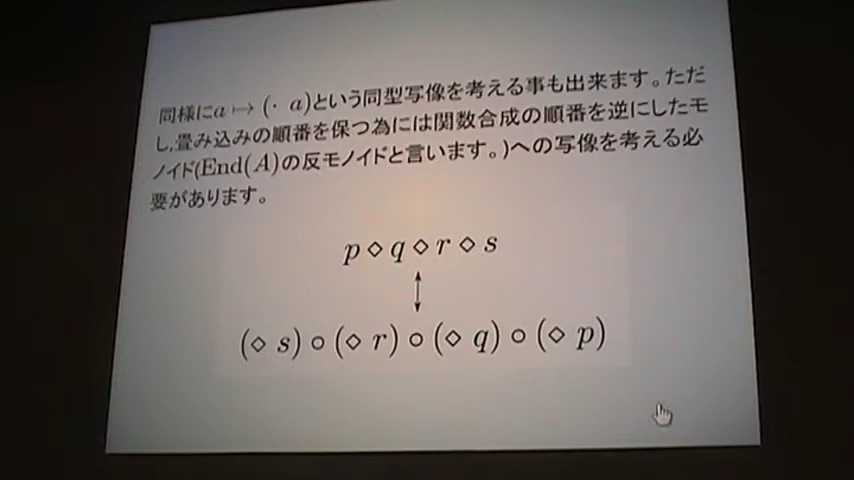 同様にa ↦ (· a)という同型写像を考える事も出来ます。ただ
し,畳み込みの順番を保つ為には関数合成の順番を逆にしたモ
ノイド(End(A)の反モノイドと言います。)への写像を考える必
要があります。
p ⋄ q ⋄ r ⋄ s
↕
(⋄ s) ∘ (⋄ r) ∘ (⋄ q) ∘ (⋄ p)